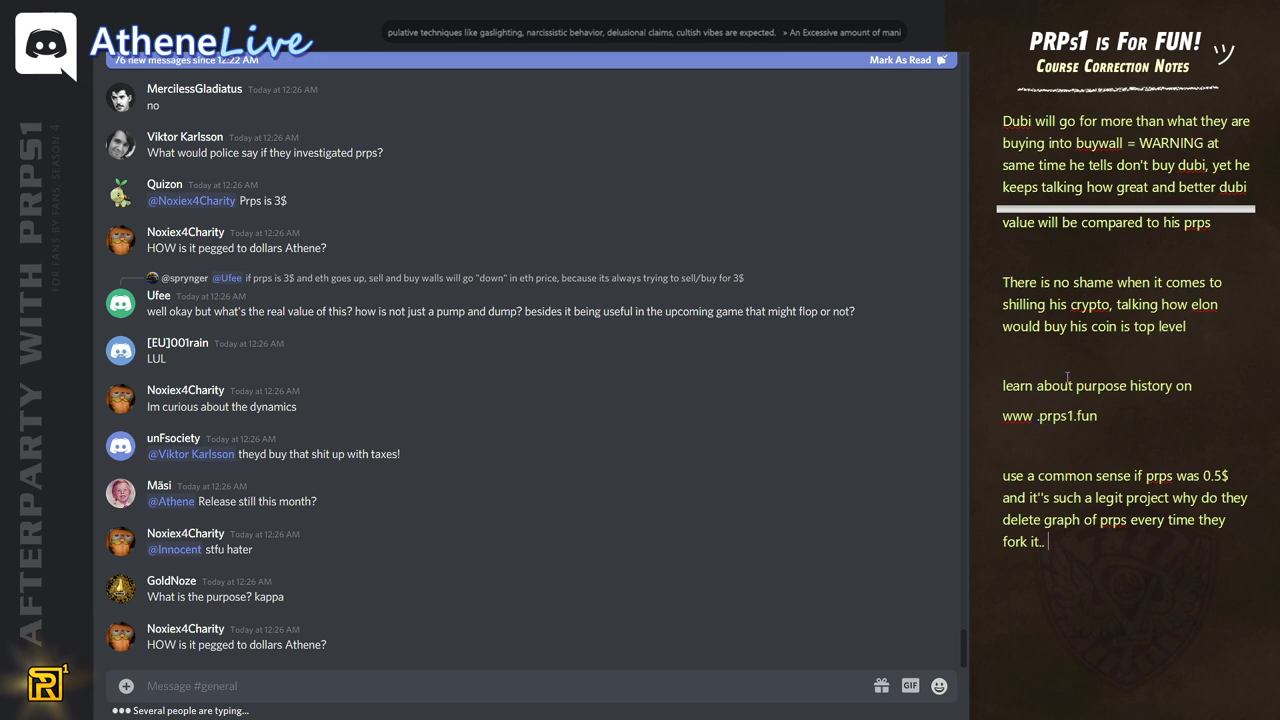 AtheneLive
putative techniques like gaslighting, narcissistic behavior, delusional claims, cultish vibes are expected.   » An Excessive amount of mani
76 new messages since 12:22 AM
Mark As Read
MercilessGladiatus Today at 12:26 AM
no
Viktor Karlsson Today at 12:26 AM
What would police say if they investigated prps?
Quizon Today at 12:26 AM
@Noxiex4Charity Prps is 3$
Noxiex4Charity Today at 12:26 AM
HOW is it pegged to dollars Athene?
@sprynger @Ufee if prps is 3$ and eth goes up, sell and buy walls will go "down" in eth price, because its always trying to sell/buy for 3$
Ufee Today at 12:26 AM
well okay but what's the real value of this? how is not just a pump and dump? besides it being useful in the upcoming game that might flop or not?
[EU]001rain Today at 12:26 AM
LUL
Noxiex4Charity Today at 12:26 AM
Im curious about the dynamics
unFsociety Today at 12:26 AM
@Viktor Karlsson theyd buy that shit up with taxes!
Mäsi Today at 12:26 AM
@Athene Release still this month?
Noxiex4Charity Today at 12:26 AM
@Innocent stfu hater
GoldNoze Today at 12:26 AM
What is the purpose? kappa
Noxiex4Charity Today at 12:26 AM
HOW is it pegged to dollars Athene?
Message #general
GIF
Several people are typing...
AFTERPARTY WITH PRPS1
FOR FANS BY FANS, SEASON 4
R1
PRPs1 is For FUN!
Course Correction Notes
ツ
Dubi will go for more than what they are
buying into buywall = WARNING at
same time he tells don't buy dubi, yet he
keeps talking how great and better dubi
value will be compared to his prps
There is no shame when it comes to
shilling his crypto, talking how elon
would buy his coin is top level
learn about purpose history on
www .prps1.fun
use a common sense if prps was 0.5$
and it''s such a legit project why do they
delete graph of prps every time they
fork it..